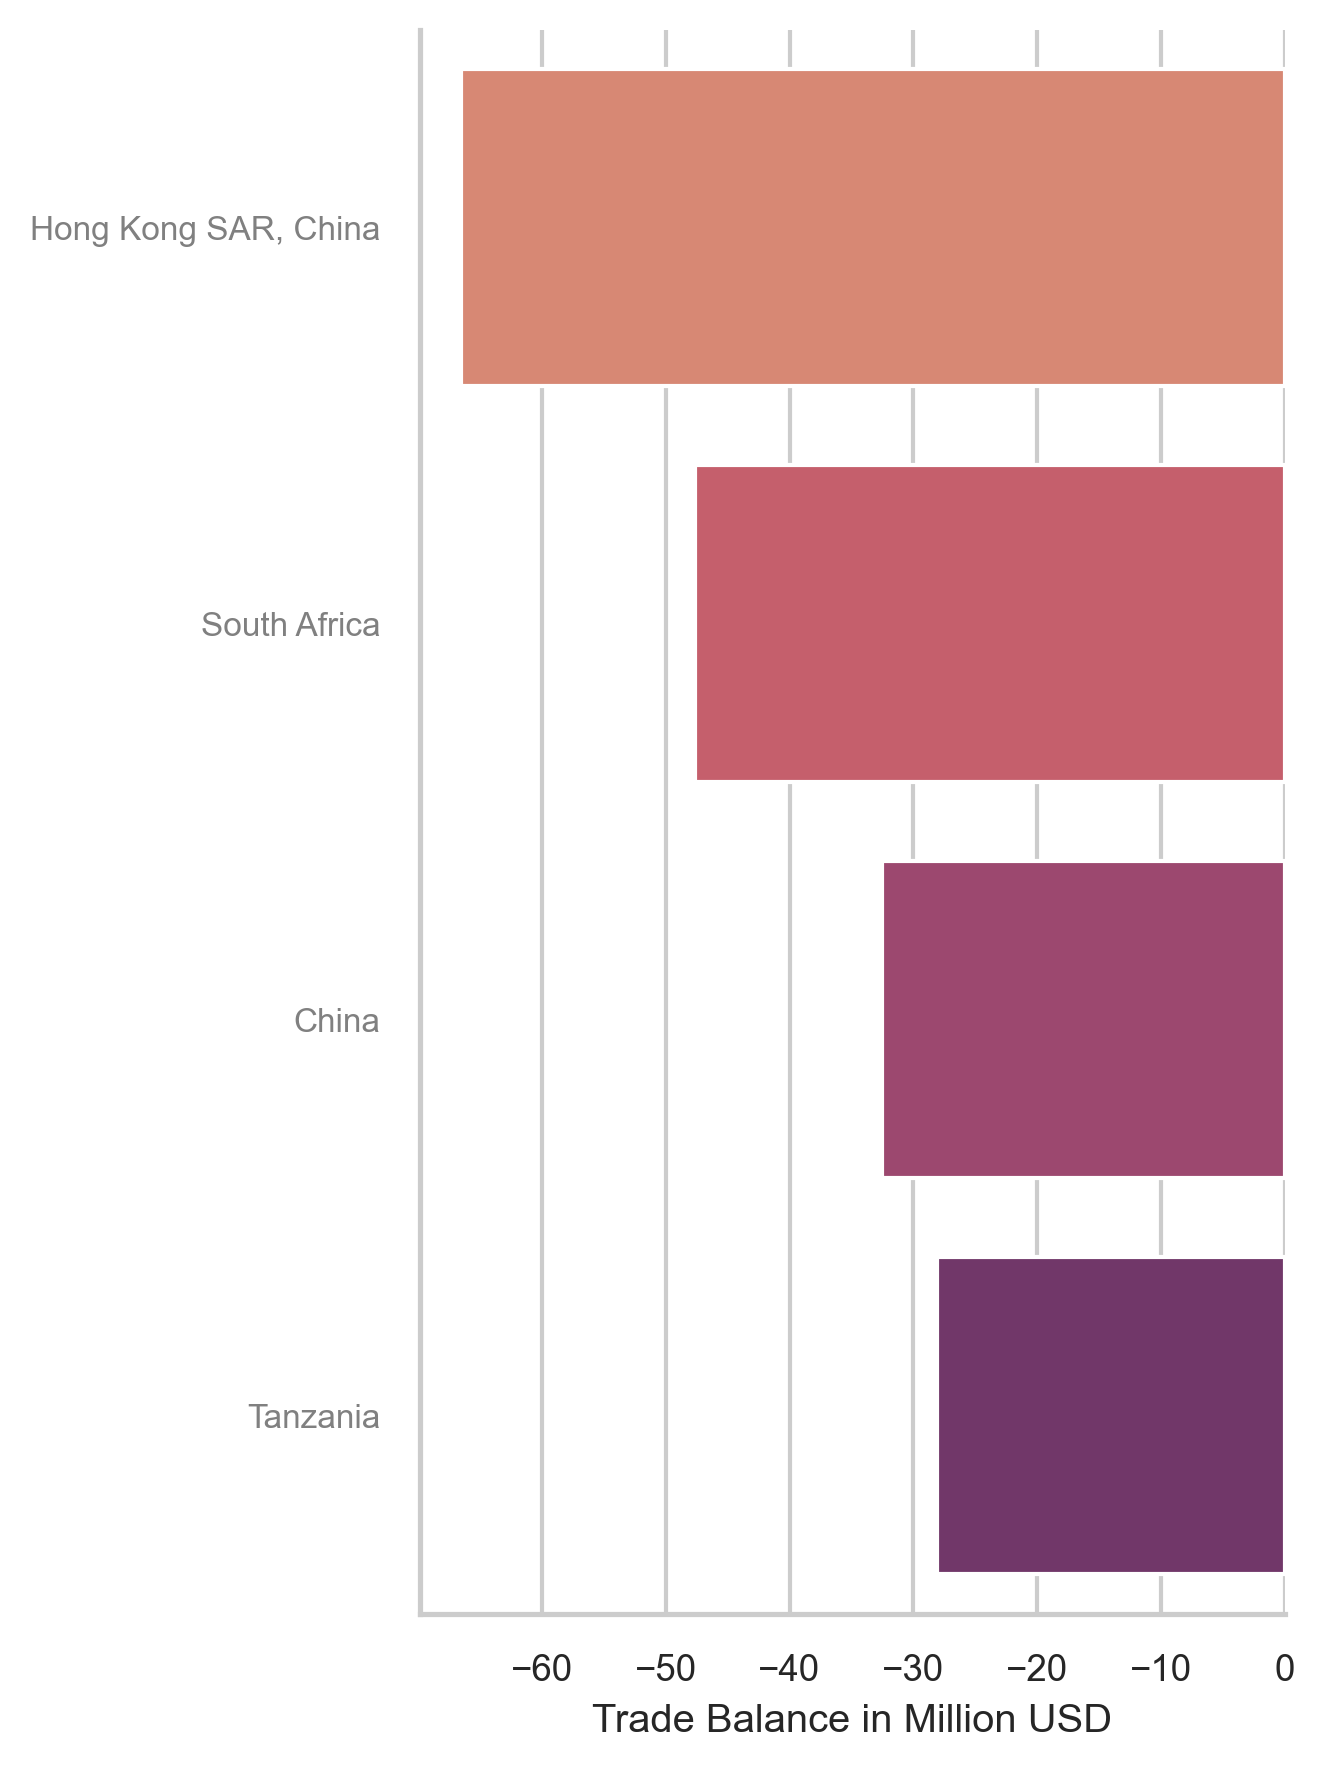 Hong Kong SAR, China
South Africa
China
Tanzania
−60 −50 −40 −30 −20 −10 0
Trade Balance in Million USD